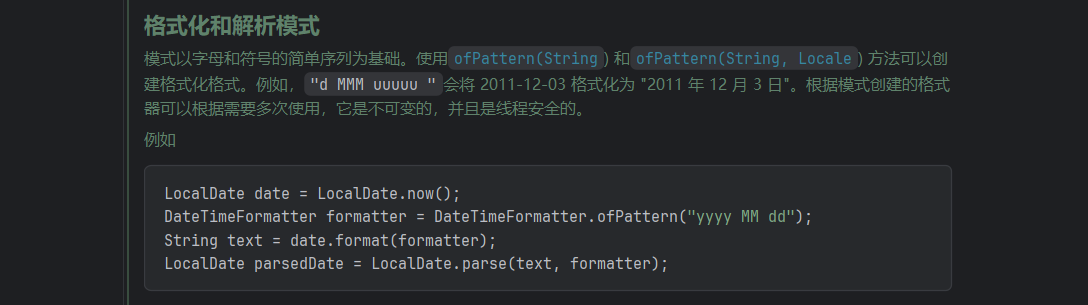 格式化和解析模式
模式以字母和符号的简单序列为基础。使用 ofPattern(String) 和 ofPattern(String, Locale) 方法可以创
建格式化格式。例如，"d MMM uuuuu "会将 2011-12-03 格式化为 "2011 年 12 月 3 日"。根据模式创建的格式
器可以根据需要多次使用，它是不可变的，并且是线程安全的。
例如
LocalDate date = LocalDate.now();
DateTimeFormatter formatter = DateTimeFormatter.ofPattern("yyyy MM dd");
String text = date.format(formatter);
LocalDate parsedDate = LocalDate.parse(text, formatter);